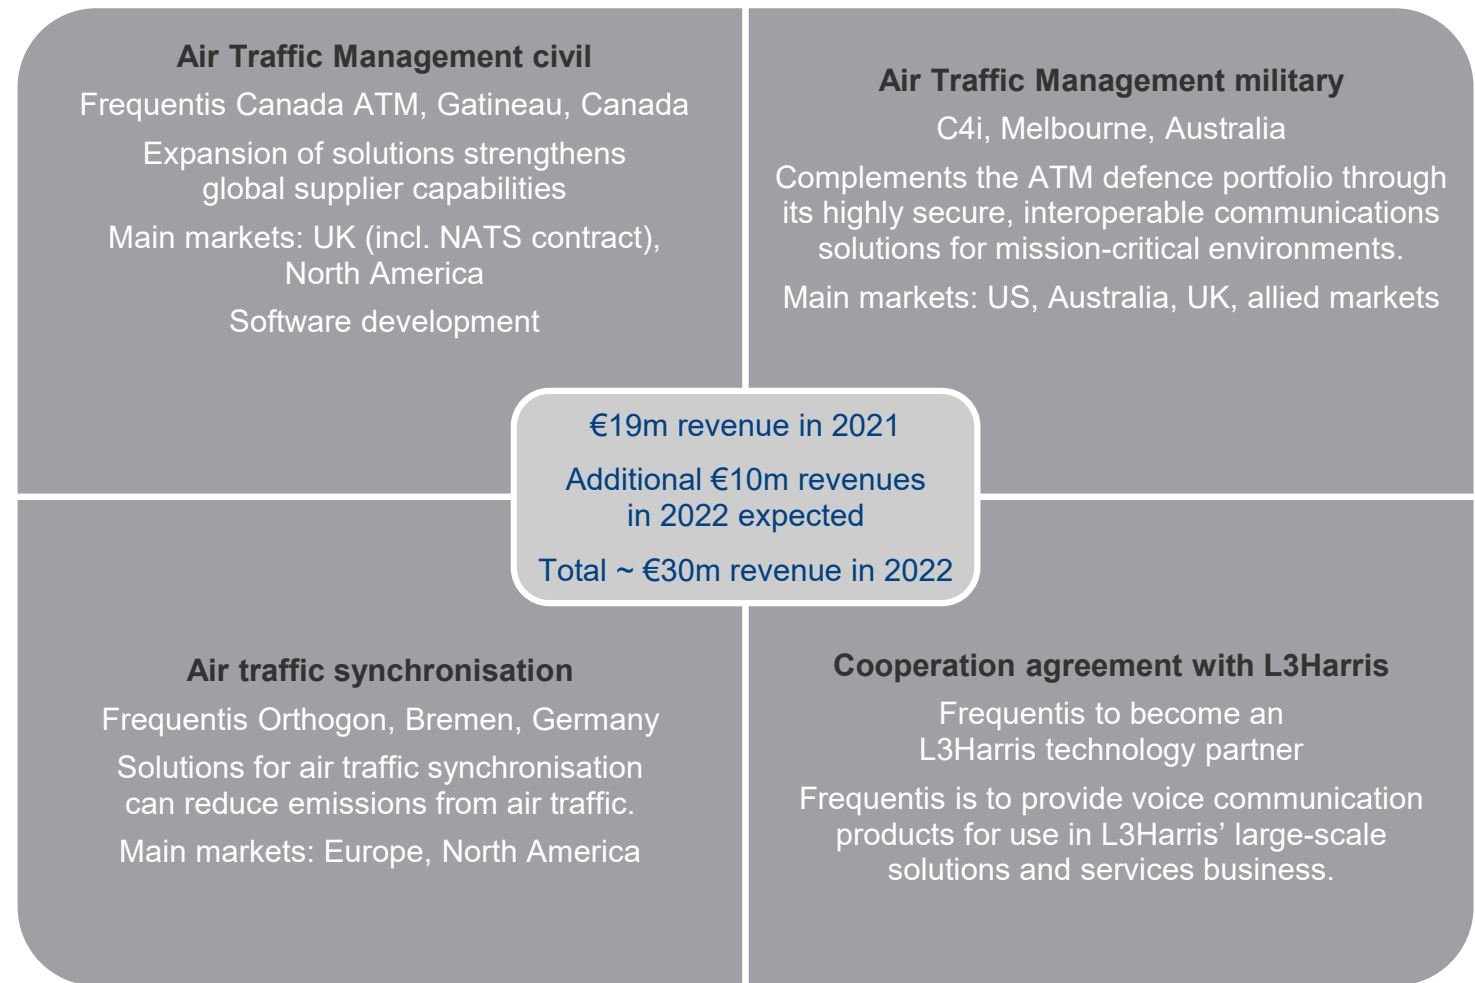 Air Traffic Management civil
Frequentis Canada ATM, Gatineau, Canada
Expansion of solutions strengthens
global supplier capabilities
Main markets: UK (incl. NATS contract),
North America
Software development
Air Traffic Management military
C4i, Melbourne, Australia
Complements the ATM defence portfolio through
its highly secure, interoperable communications
solutions for mission-critical environments.
Main markets: US, Australia, UK, allied markets
€19m revenue in 2021
Additional €10m revenues
in 2022 expected
Total ~ €30m revenue in 2022
Air traffic synchronisation
Frequentis Orthogon, Bremen, Germany
Solutions for air traffic synchronisation
can reduce emissions from air traffic.
Main markets: Europe, North America
Cooperation agreement with L3Harris
Frequentis to become an
L3Harris technology partner
Frequentis is to provide voice communication
products for use in L3Harris’ large-scale
solutions and services business.